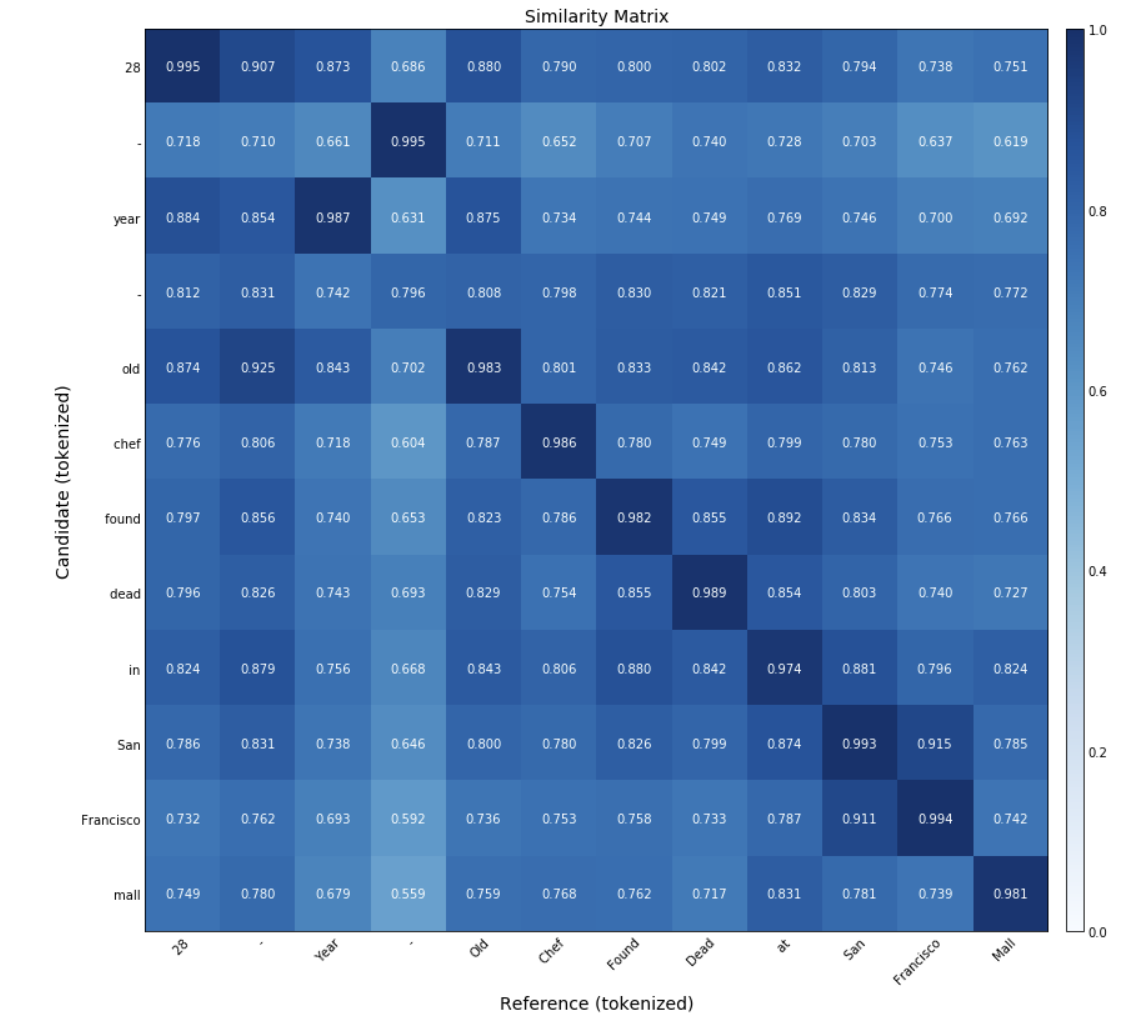 Similarity Matrix
28 0.995 0.907 0.873 0.686 0.880 0.790 0.800 0.802 0.832 0.794 0.738 0.751
- 0.718 0.710 0.661 0.995 0.711 0.652 0.707 0.740 0.728 0.703 0.637 0.619
year 0.884 0.854 0.987 0.631 0.875 0.734 0.744 0.749 0.769 0.746 0.700 0.692
- 0.812 0.831 0.742 0.796 0.808 0.798 0.830 0.821 0.851 0.829 0.774 0.772
old 0.874 0.925 0.843 0.702 0.983 0.801 0.833 0.842 0.862 0.813 0.746 0.762
chef 0.776 0.806 0.718 0.604 0.787 0.986 0.780 0.749 0.799 0.780 0.753 0.763
found 0.797 0.856 0.740 0.653 0.823 0.786 0.982 0.855 0.892 0.834 0.766 0.766
dead 0.796 0.826 0.743 0.693 0.829 0.754 0.855 0.989 0.854 0.803 0.740 0.727
in 0.824 0.879 0.756 0.668 0.843 0.806 0.880 0.842 0.974 0.881 0.796 0.824
San 0.786 0.831 0.738 0.646 0.800 0.780 0.826 0.799 0.874 0.993 0.915 0.785
Francisco 0.732 0.762 0.693 0.592 0.736 0.753 0.758 0.733 0.787 0.911 0.994 0.742
mall 0.749 0.780 0.679 0.559 0.759 0.768 0.762 0.717 0.831 0.781 0.739 0.981
28 - Year - Old Chef Found Dead at San Francisco Mall
Reference (tokenized)
Candidate (tokenized)
1.0
0.8
0.6
0.4
0.2
0.0